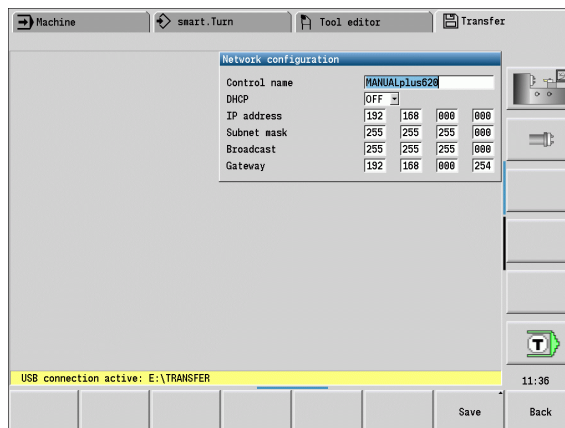 Machine
smart.Turn
Tool editor
Transfer
Network configuration
Control name MANUALplus620
DHCP OFF
IP address 192 168 000 000
Subnet mask 255 255 255 000
Broadcast 255 255 255 000
Gateway 192 168 000 254
T
USB connection active: E:\TRANSFER
11:36
Save
Back